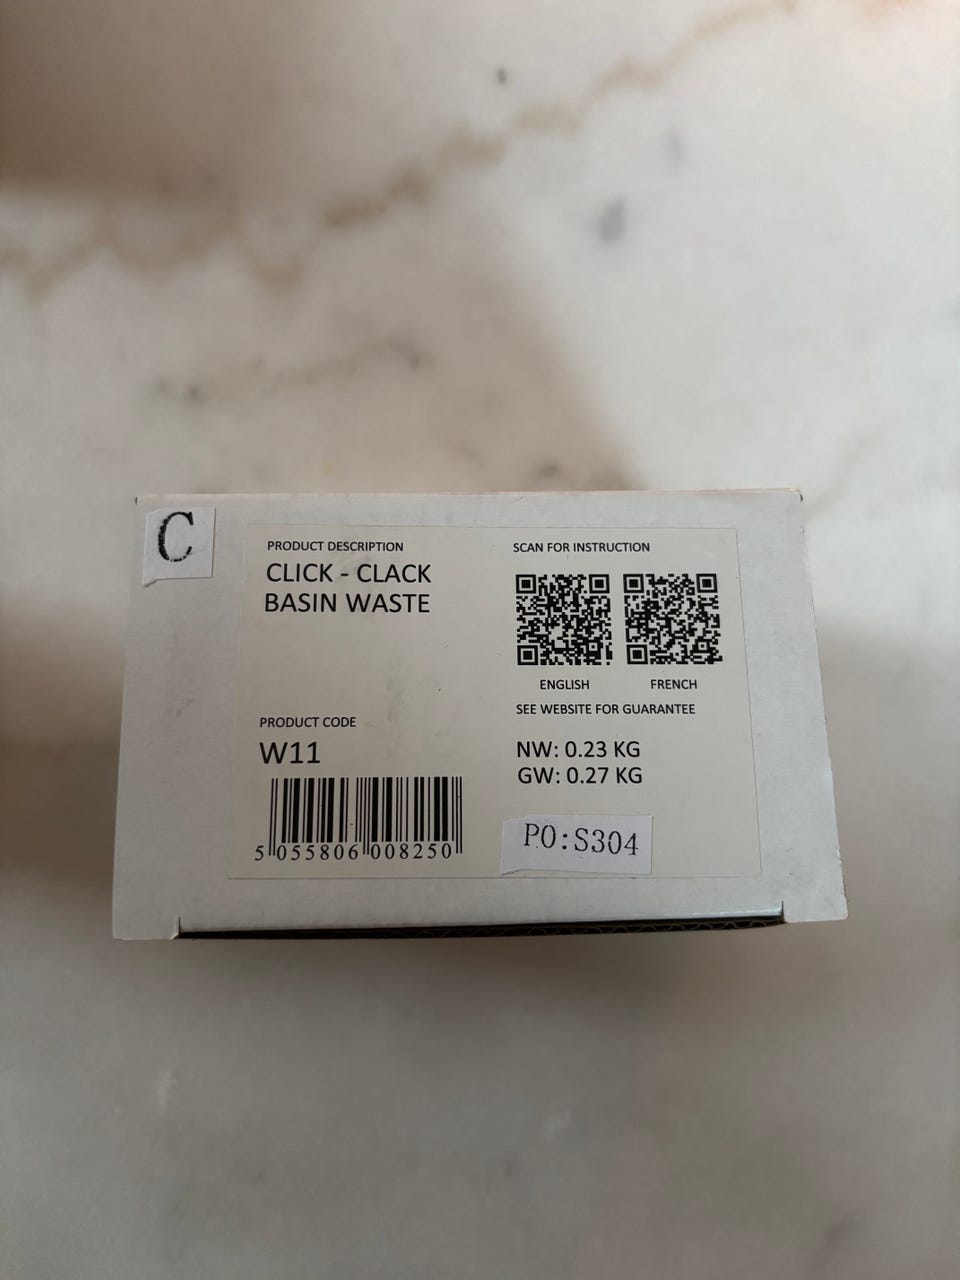 C
PRODUCT DESCRIPTION
CLICK - CLACK
BASIN WASTE
PRODUCT CODE
W11
5 055806 008250
SCAN FOR INSTRUCTION
ENGLISH FRENCH
SEE WEBSITE FOR GUARANTEE
NW: 0.23 KG
GW: 0.27 KG
PO:S304